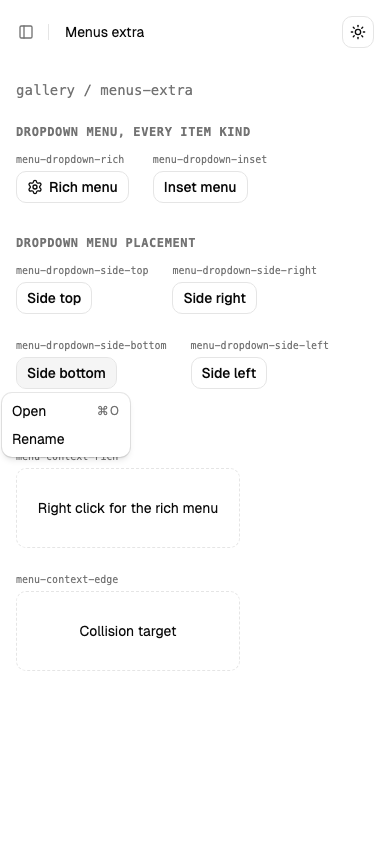 Menus extra
gallery / menus-extra
DROPDOWN MENU, EVERY ITEM KIND
menu-dropdown-rich menu-dropdown-inset
Rich menu Inset menu
DROPDOWN MENU PLACEMENT
menu-dropdown-side-top menu-dropdown-side-right
Side top Side right
menu-dropdown-side-bottom menu-dropdown-side-left
Side bottom Side left
Open ⌘O
Rename
menu-context-rich
Right click for the rich menu
menu-context-edge
Collision target